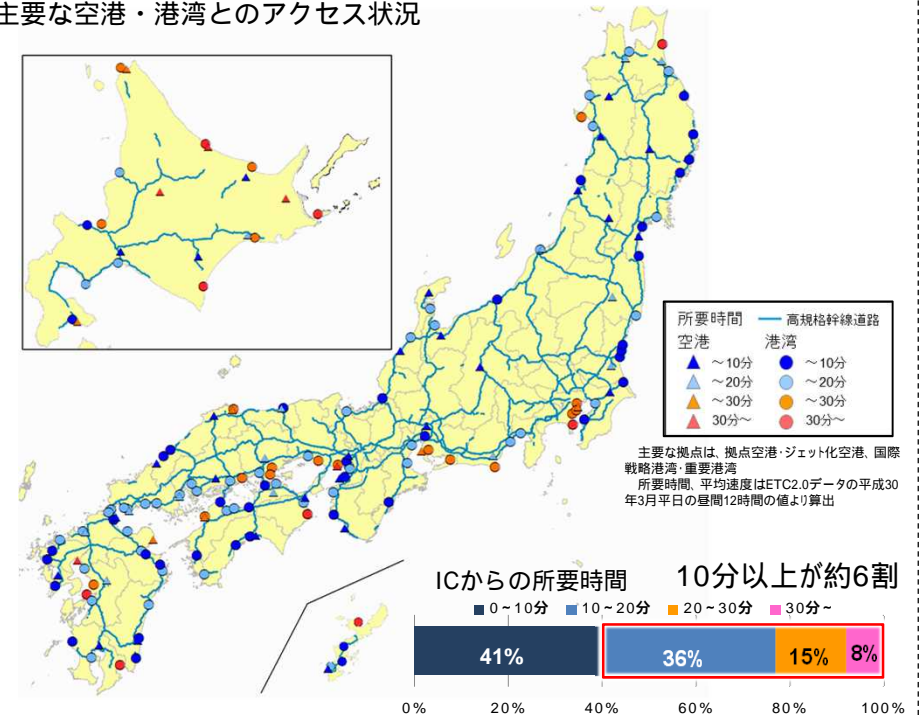 主要な空港・港湾とのアクセス状況
所要時間 高規格幹線道路
空港 港湾
～10分 ～10分
～20分 ～20分
～30分 ～30分
30分～ 30分～
主要な拠点は、拠点空港・ジェット化空港、国際
戦略港湾・重要港湾
所要時間、平均速度はETC2.0データの平成30
年3月平日の昼間12時間の値より算出
ICからの所要時間 10分以上が約6割
0～10分 10～20分 20～30分 30分～
41% 36% 15% 8%
0% 20% 40% 60% 80% 100%